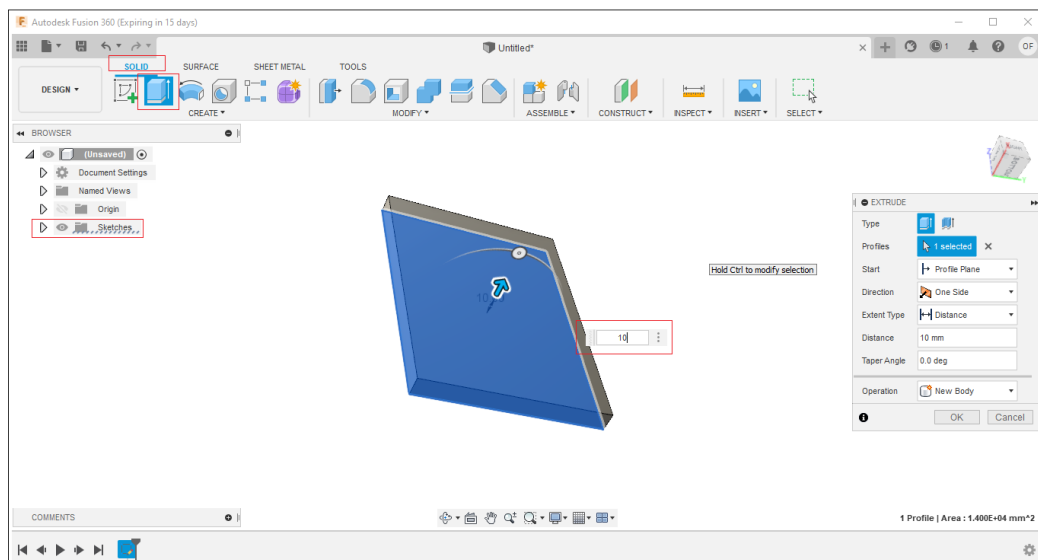 Autodesk Fusion 360 (Expiring in 15 days)
Untitled*
1
OF
SOLID SURFACE SHEET METAL TOOLS
DESIGN
CREATE MODIFY ASSEMBLE CONSTRUCT INSPECT INSERT SELECT
BROWSER
(Unsaved)
Document Settings
Named Views
Origin
Sketches
EXTRUDE
Type
Profiles 1 selected
Start Profile Plane
Direction One Side
Extent Type Distance
Distance 10 mm
Taper Angle 0.0 deg
Operation New Body
OK Cancel
Hold Ctrl to modify selection
10
COMMENTS
1 Profile | Area : 1.400E+04 mm^2